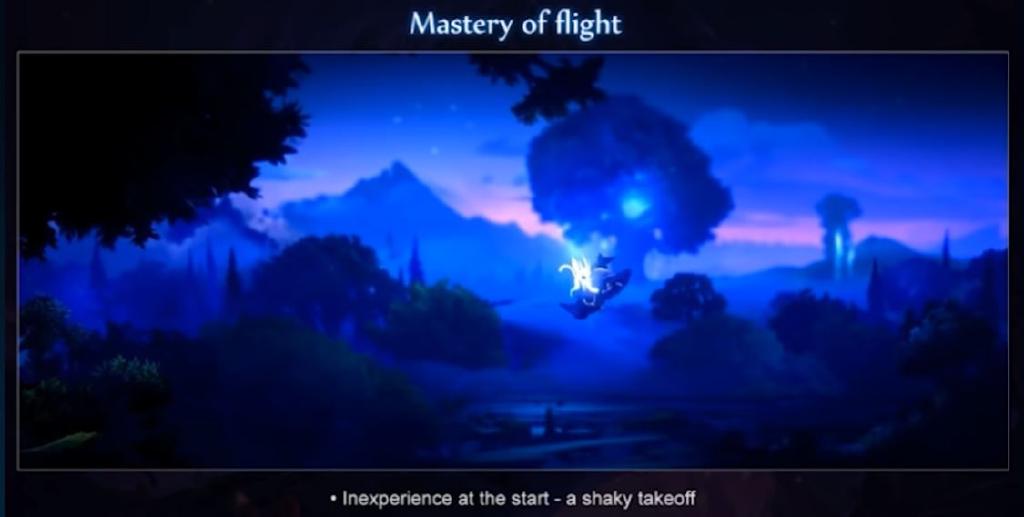 Mastery of flight
• Inexperience at the start - a shaky takeoff